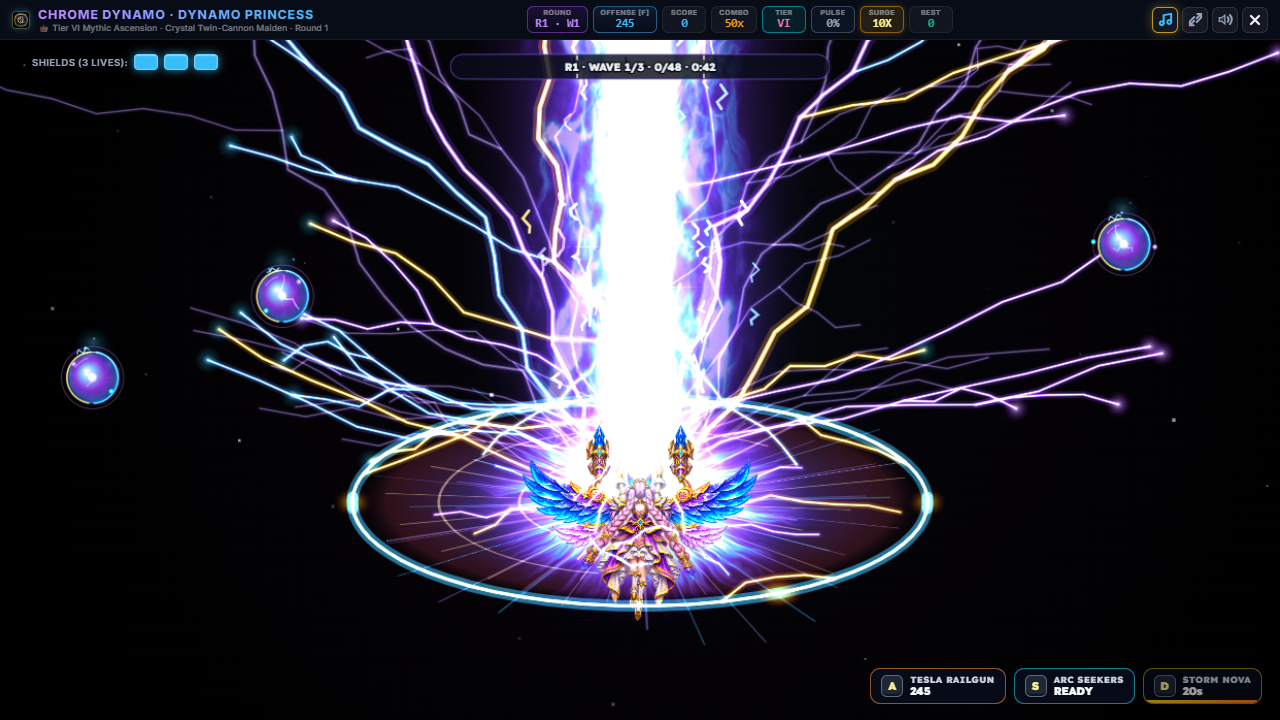 CHROME DYNAMO · DYNAMO PRINCESS
Tier VI Mythic Ascension - Crystal Twin-Cannon Maiden - Round 1
ROUND
R1 · W1
OFFENSE [F]
245
SCORE
0
COMBO
50x
TIER
VI
PULSE
0%
SURGE
10X
BEST
0
SHIELDS (3 LIVES):
R1 · WAVE 1/3 · 0/48 · 0:42
A
TESLA RAILGUN
245
S
ARC SEEKERS
READY
D
STORM NOVA
20s